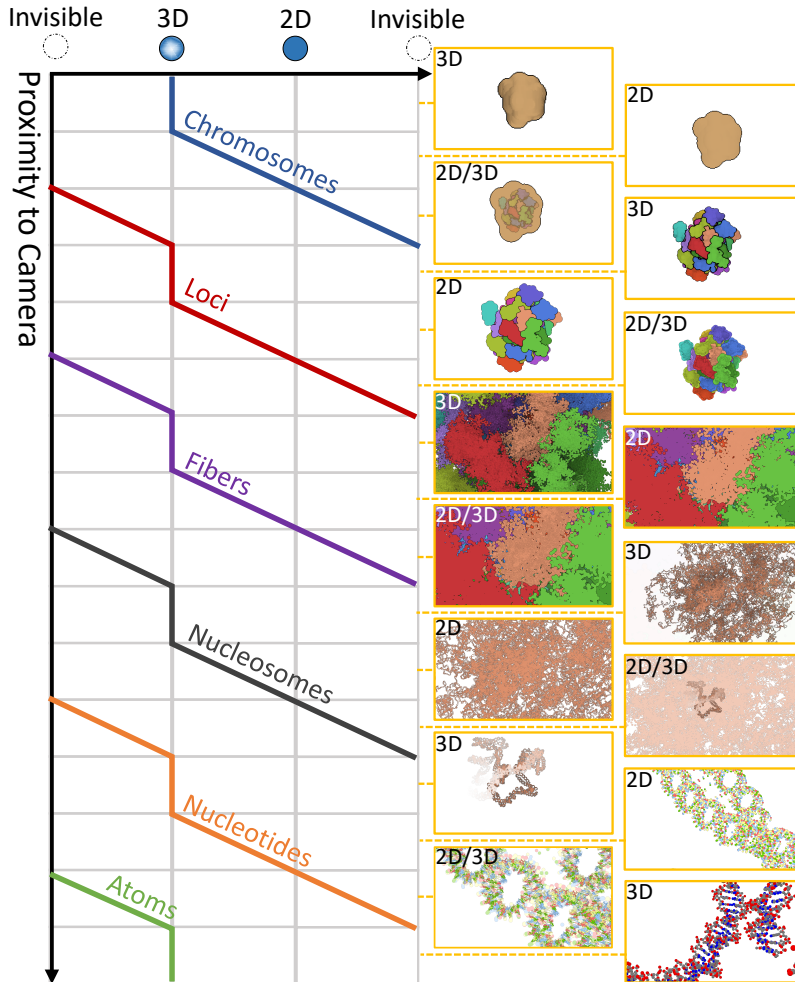 Invisible
3D
2D
Invisible
Proximity to Camera
Chromosomes
Loci
Fibers
Nucleosomes
Nucleotides
Atoms
3D
2D
2D/3D
3D
2D
2D/3D
3D
2D
2D/3D
3D
2D
2D/3D
3D
2D
2D/3D
3D